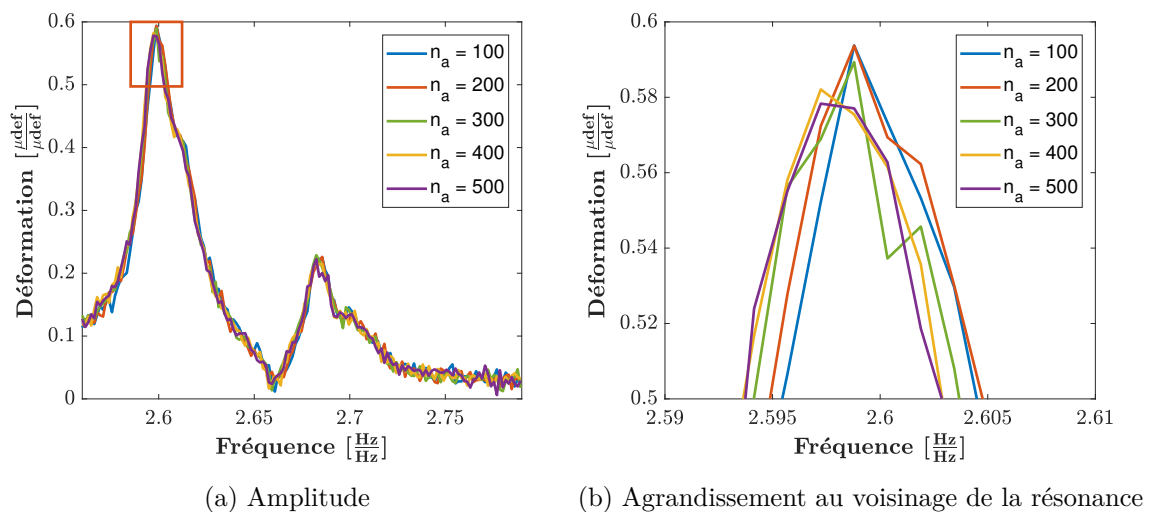 0.6
0.5
0.4
0.3
0.2
0.1
0
2.6
2.65
2.7
2.75
Déformation [μdef/μdef]
Fréquence [Hz/Hz]
n_a = 100
n_a = 200
n_a = 300
n_a = 400
n_a = 500
(a) Amplitude
0.6
0.58
0.56
0.54
0.52
0.5
2.59
2.595
2.6
2.605
2.61
Déformation [μdef/μdef]
Fréquence [Hz/Hz]
n_a = 100
n_a = 200
n_a = 300
n_a = 400
n_a = 500
(b) Agrandissement au voisinage de la résonance